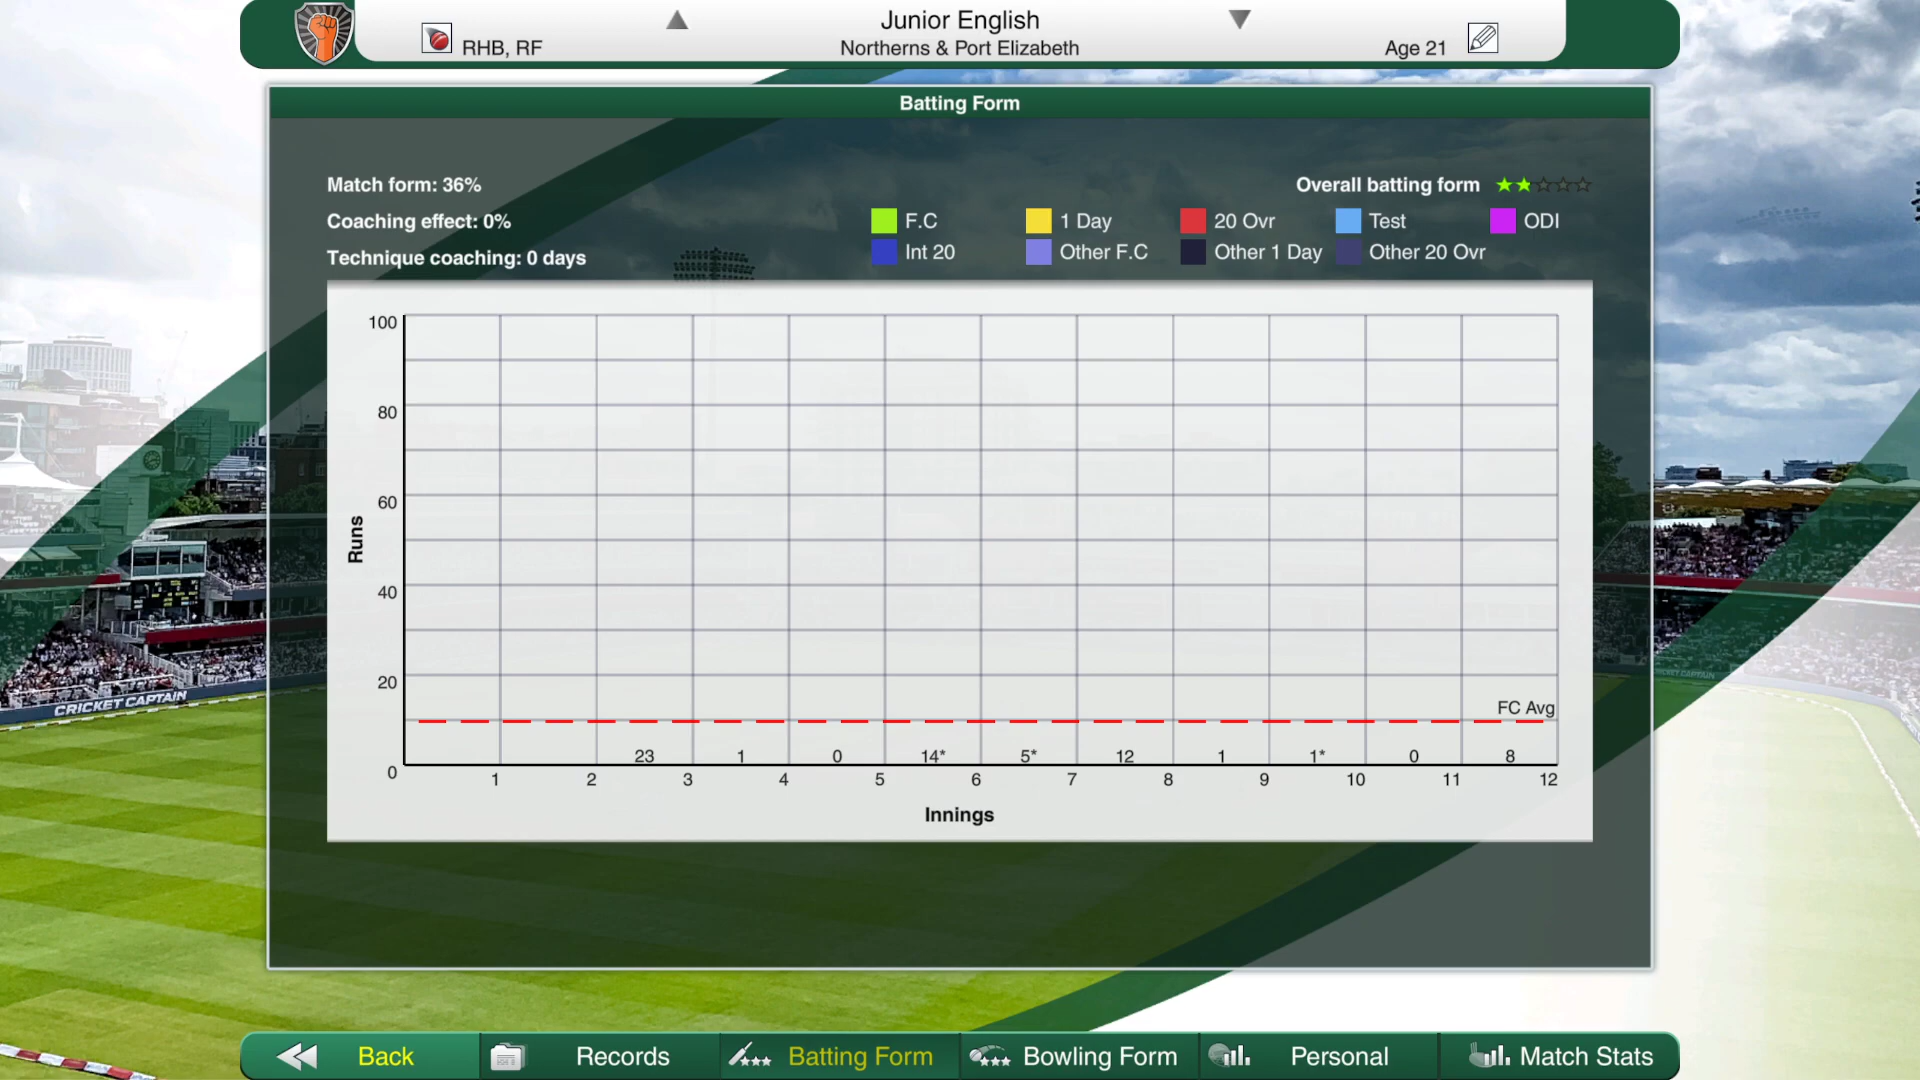 Junior English
RHB, RF
Northerns & Port Elizabeth
Age 21
Batting Form
Match form: 36%
Overall batting form
Coaching effect: 0%
F.C
1 Day
20 Ovr
Test
ODI
Technique coaching: 0 days
Int 20
Other F.C
Other 1 Day
Other 20 Ovr
100
80
60
40
20
0
Runs
FC Avg
23 1 0 14* 5* 12 1 1* 0 8
1 2 3 4 5 6 7 8 9 10 11 12
Innings
CRICKET CAPTAIN
CRICKET CAPTAIN
Back
Records
Batting Form
Bowling Form
Personal
Match Stats